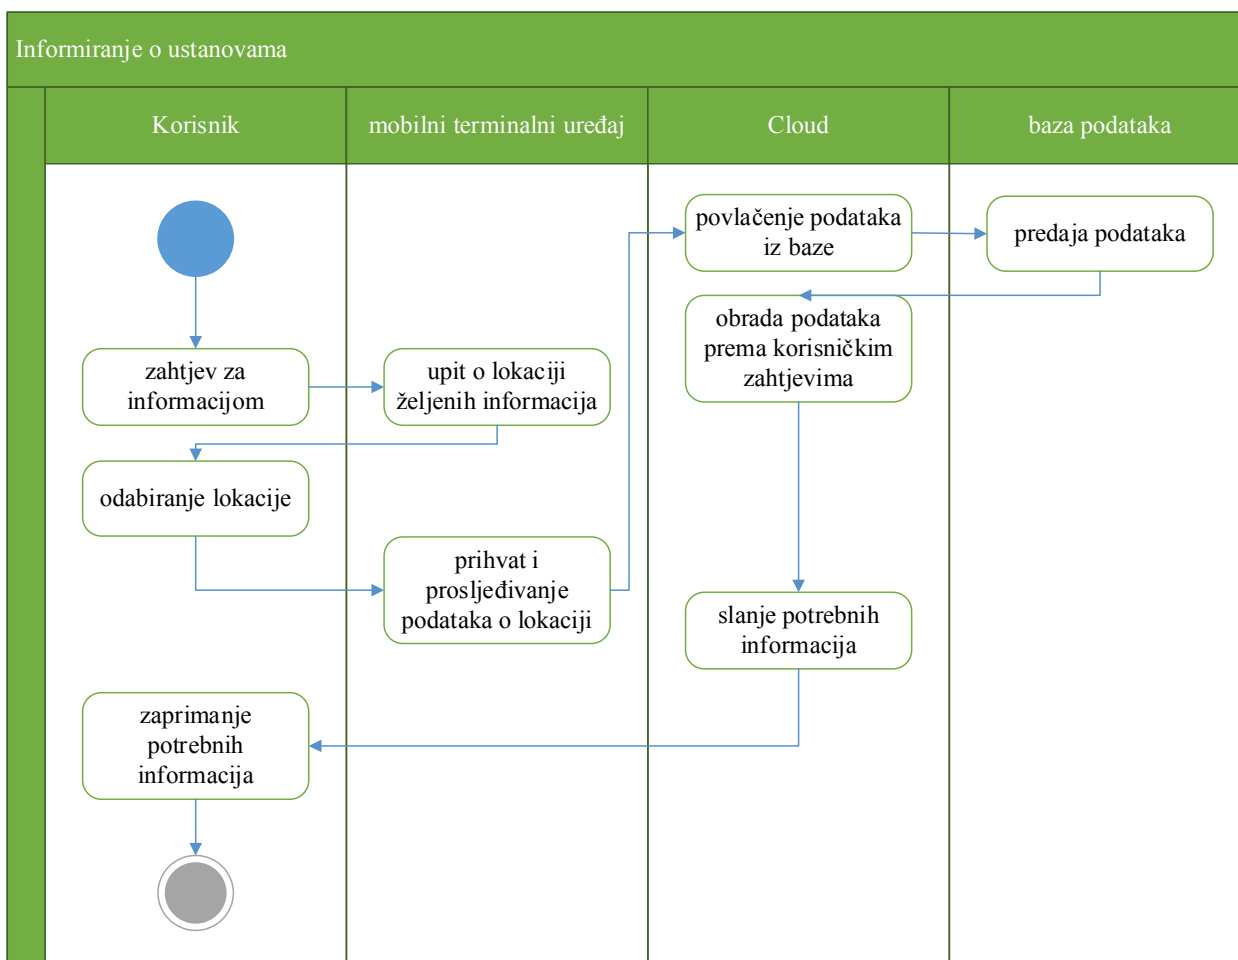 Informiranje o ustanovama
Korisnik
mobilni terminalni uređaj
Cloud
baza podataka
povlačenje podataka
iz baze
predaja podataka
obrada podataka
prema korisničkim
zahtjevima
zahtjev za
informacijom
upit o lokaciji
željenih informacija
odabiranje lokacije
prihvat i
prosljeđivanje
podataka o lokaciji
slanje potrebnih
informacija
zaprimanje
potrebnih
informacija